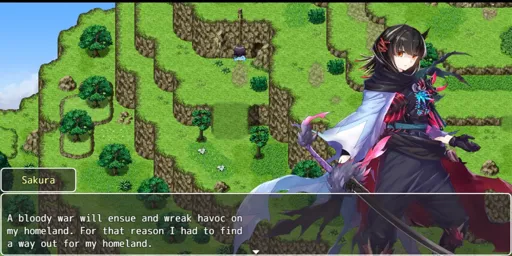 Sakura
A bloody war will ensue and wreak havoc on
my homeland. For that reason I had to find
a way out for my homeland.